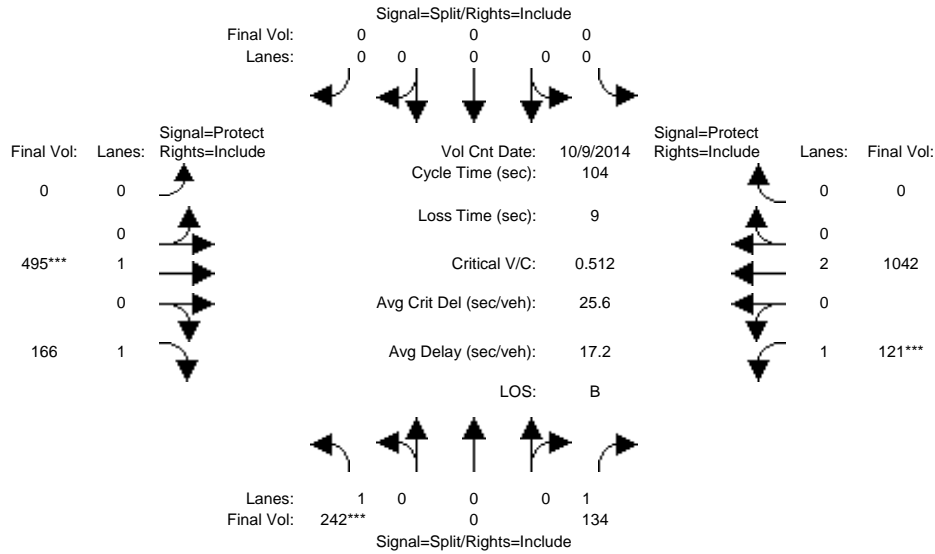 Signal=Split/Rights=Include
Final Vol: 0 0 0
Lanes: 0 0 0 0 0
Signal=Protect Signal=Protect
Final Vol: Lanes: Rights=Include Vol Cnt Date: 10/9/2014 Rights=Include Lanes: Final Vol:
Cycle Time (sec): 104
0 0 0 0
Loss Time (sec): 9
0 0
495*** 1 Critical V/C: 0.512 2 1042
0 Avg Crit Del (sec/veh): 25.6 0
166 1 Avg Delay (sec/veh): 17.2 1 121***
LOS: B
Lanes: 1 0 0 0 1
Final Vol: 242*** 0 134
Signal=Split/Rights=Include